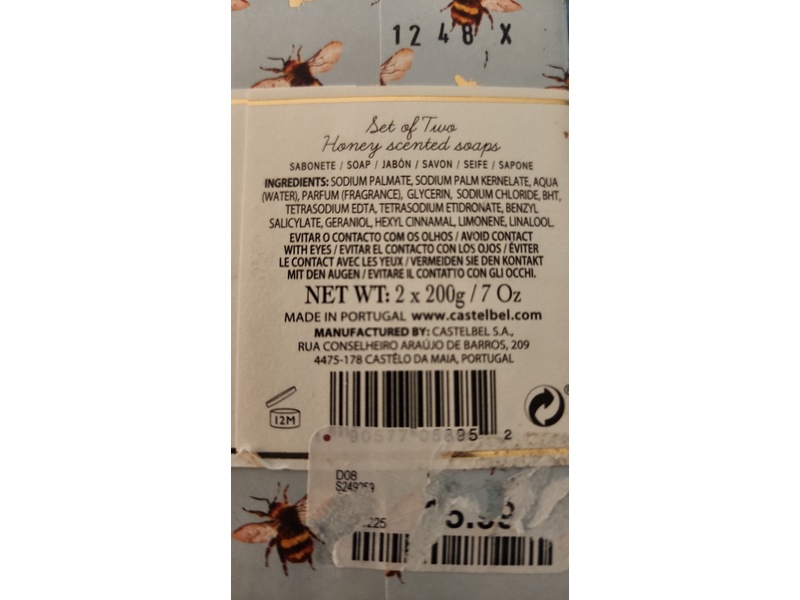 1248 X
Set of Two
Honey scented soaps
SABONETE / SOAP / JABÓN / SAVON / SEIFE / SAPONE
INGREDIENTS: SODIUM PALMATE, SODIUM PALM KERNELATE, AQUA
(WATER), PARFUM (FRAGRANCE), GLYCERIN, SODIUM CHLORIDE, BHT,
TETRASODIUM EDTA, TETRASODIUM ETIDRONATE, BENZYL
SALICYLATE, GERANIOL, HEXYL CINNAMAL, LIMONENE, LINALOOL.
EVITAR O CONTACTO COM OS OLHOS / AVOID CONTACT
WITH EYES / EVITAR EL CONTACTO CON LOS OJOS / ÉVITER
LE CONTACT AVEC LES YEUX / VERMEIDEN SIE DEN KONTAKT
MIT DEN AUGEN / EVITARE IL CONTATTO CON GLI OCCHI.
NET WT: 2 x 200g / 7 Oz
MADE IN PORTUGAL www.castelbel.com
MANUFACTURED BY: CASTELBEL S.A.,
RUA CONSELHEIRO ARAÚJO DE BARROS, 209
4475-178 CASTÊLO DA MAIA, PORTUGAL
12M
90577 05895 2
D08